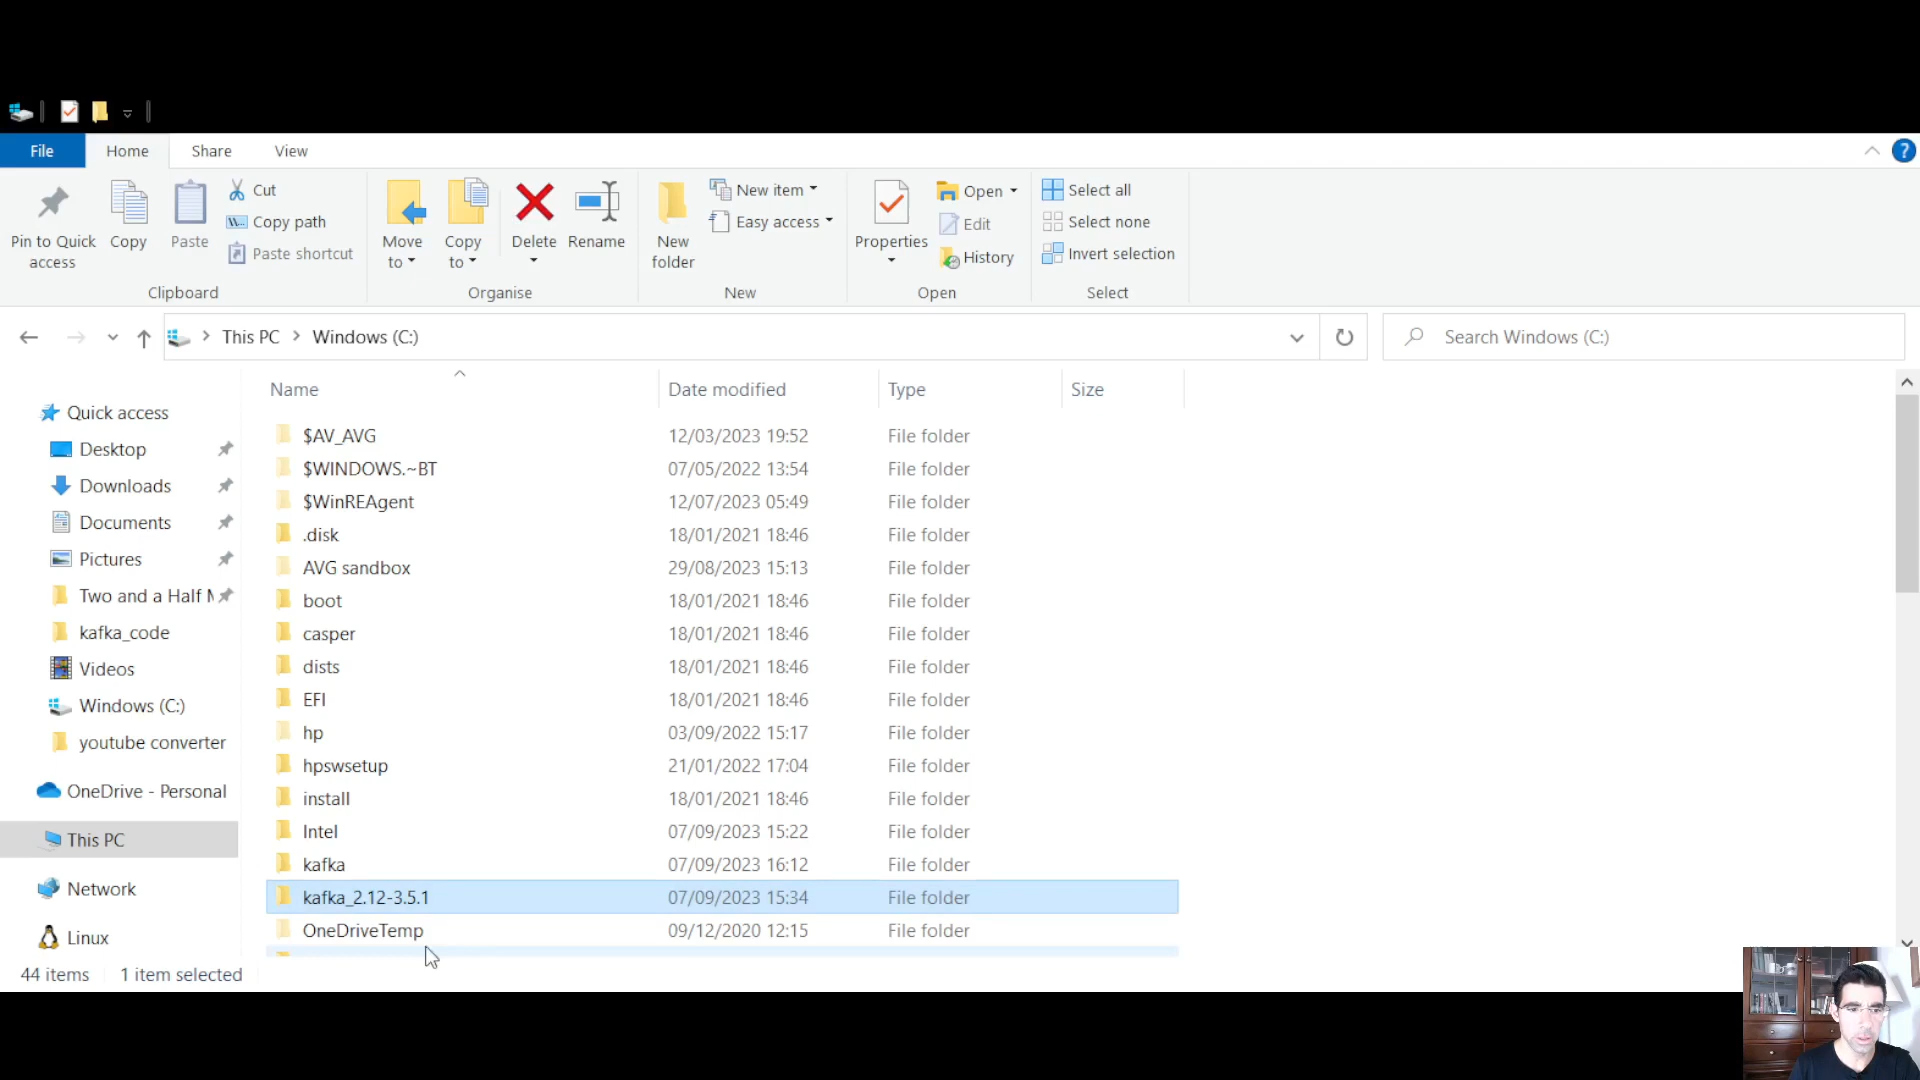 File Home Share View
Pin to Quick access
Copy
Paste
Cut
Copy path
Paste shortcut
Clipboard
Move to
Copy to
Delete
Rename
Organise
New folder
New item
Easy access
New
Properties
Open
Edit
History
Open
Select all
Select none
Invert selection
Select
This PC Windows (C:)
Search Windows (C:)
Quick access
Desktop
Downloads
Documents
Pictures
Two and a Half
kafka_code
Videos
Windows (C:)
youtube converter
OneDrive - Personal
This PC
Network
Linux
Name Date modified Type Size
$AV_AVG 12/03/2023 19:52 File folder
$WINDOWS.~BT 07/05/2022 13:54 File folder
$WinREAgent 12/07/2023 05:49 File folder
.disk 18/01/2021 18:46 File folder
AVG sandbox 29/08/2023 15:13 File folder
boot 18/01/2021 18:46 File folder
casper 18/01/2021 18:46 File folder
dists 18/01/2021 18:46 File folder
EFI 18/01/2021 18:46 File folder
hp 03/09/2022 15:17 File folder
hpswsetup 21/01/2022 17:04 File folder
install 18/01/2021 18:46 File folder
Intel 07/09/2023 15:22 File folder
kafka 07/09/2023 16:12 File folder
kafka_2.12-3.5.1 07/09/2023 15:34 File folder
OneDriveTemp 09/12/2020 12:15 File folder
44 items 1 item selected